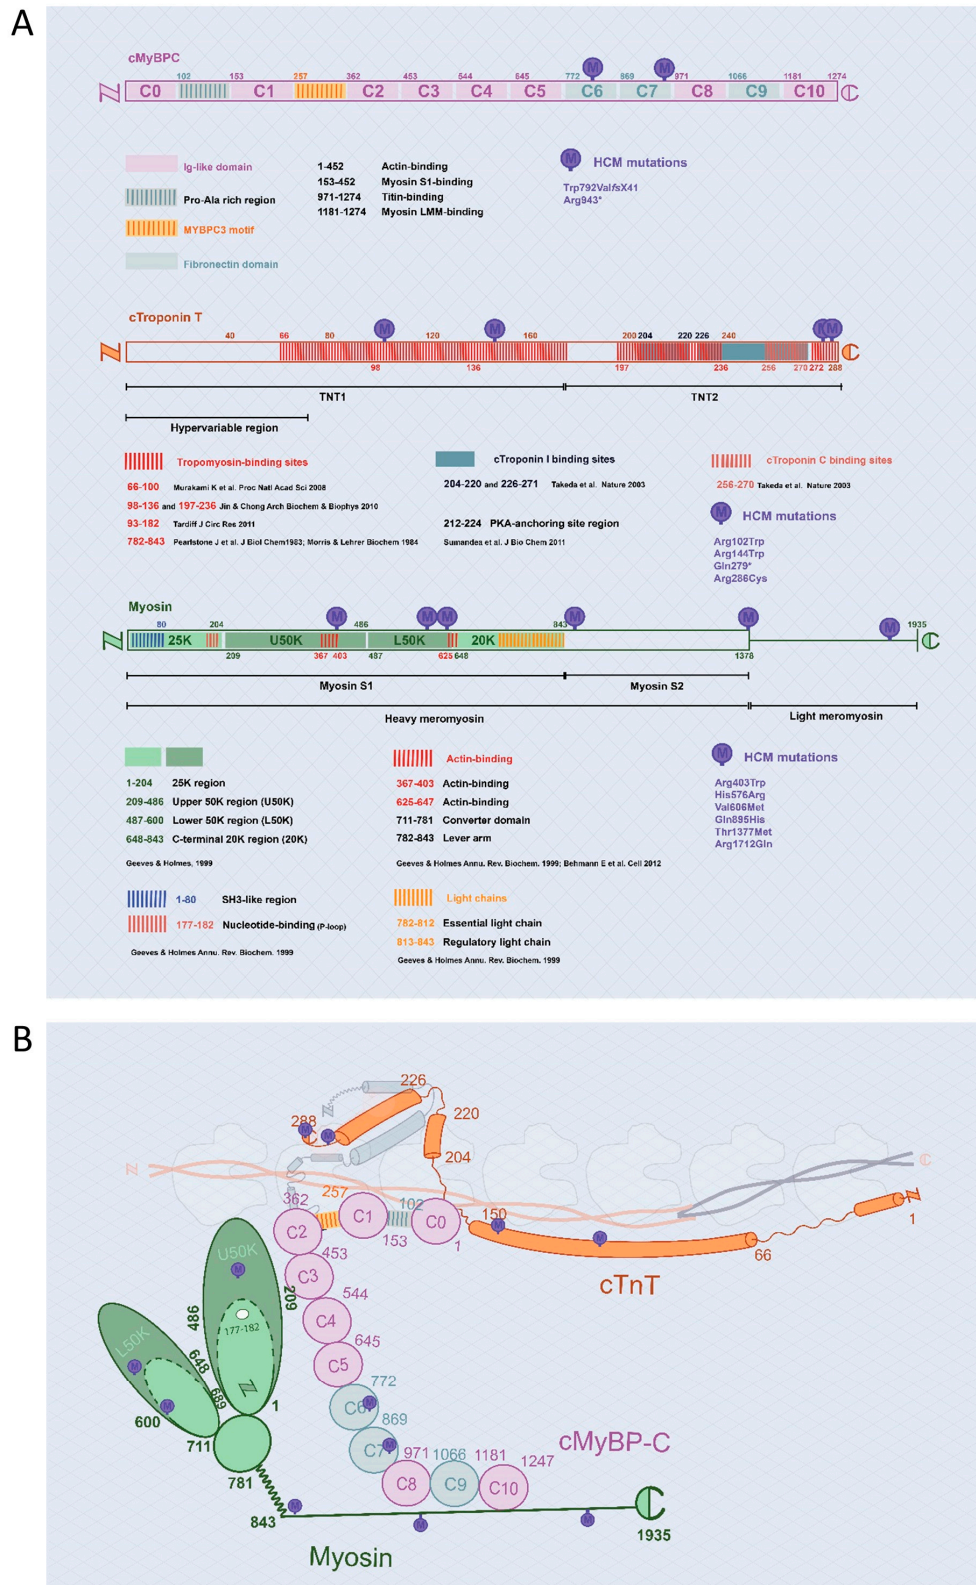 A
cMyBPC
102 153 257 362 453 544 645 772 M 869 M 971 1066 1181 1274
N C0 C1 C2 C3 C4 C5 C6 C7 C8 C9 C10 C
Ig-like domain
Pro-Ala rich region
MYBPC3 motif
Fibronectin domain
1-452 Actin-binding
153-452 Myosin S1-binding
971-1274 Titin-binding
1181-1274 Myosin LMM-binding
M HCM mutations
Trp792ValfsX41
Arg943*
cTroponin T
40 66 80 M 120 M 160 200 204 220 226 240 M M
N C
98 136 197 236 256 270 272 288
TNT1 TNT2
Hypervariable region
Tropomyosin-binding sites
66-100 Murakami K et al. Proc Natl Acad Sci 2008
98-136 and 197-236 Jin & Chong Arch Biochem & Biophys 2010
93-182 Tardiff J Circ Res 2011
782-843 Pearlstone J et al. J Biol Chem1983; Morris & Lehrer Biochem 1984
cTroponin I binding sites
204-220 and 226-271 Takeda et al. Nature 2003
212-224 PKA-anchoring site region
Sumandea et al. J Bio Chem 2011
cTroponin C binding sites
256-270 Takeda et al. Nature 2003
M HCM mutations
Arg102Trp
Arg144Trp
Gln279*
Arg286Cys
Myosin
80 204 M 486 M M 843 M M M 1935
N 25K U50K L50K 20K C
209 367 403 487 625 648 1378
Myosin S1 Myosin S2
Heavy meromyosin Light meromyosin
1-204 25K region
209-486 Upper 50K region (U50K)
487-600 Lower 50K region (L50K)
648-843 C-terminal 20K region (20K)
Geeves & Holmes, 1999
Actin-binding
367-403 Actin-binding
625-647 Actin-binding
711-781 Converter domain
782-843 Lever arm
Geeves & Holmes Annu. Rev. Biochem. 1999; Behmann E et al. Cell 2012
M HCM mutations
Arg403Trp
His576Arg
Val606Met
Gln895His
Thr1377Met
Arg1712Gln
1-80 SH3-like region
177-182 Nucleotide-binding (P-loop)
Geeves & Holmes Annu. Rev. Biochem. 1999
Light chains
782-812 Essential light chain
813-843 Regulatory light chain
Geeves & Holmes Annu. Rev. Biochem. 1999
B
226
N
288 220
M C M
204
N C
362 257 102 150 N
C2 C1 C0 M 1
153 1 M
453 66
U50K C3 cTnT
M 209 544
486 C4
177-182
L50K 645
648 C5
M N 772
689 C6 M
M 1 869
600 711 C7 M cMyBP-C
971 1066 1181 1247
781 C8 C9 C10
M C
843 M M 1935
Myosin